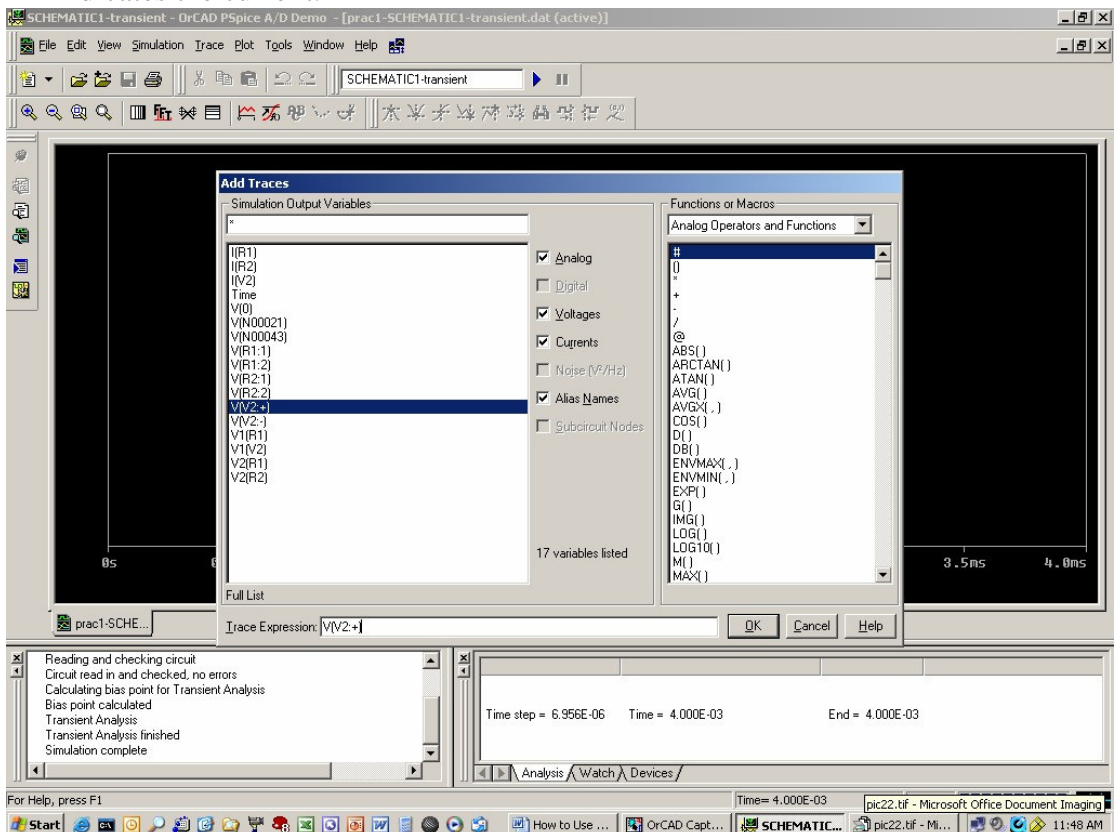 SCHEMATIC1-transient - OrCAD PSpice A/D Demo - [prac1-SCHEMATIC1-transient.dat (active)]
File Edit View Simulation Trace Plot Tools Window Help
SCHEMATIC1-transient
Add Traces
Simulation Output Variables
*
I(R1)
I(R2)
I(V2)
Time
V(0)
V(N00021)
V(N00043)
V(R1:1)
V(R1:2)
V(R2:1)
V(R2:2)
V(V2:+)
V(V2:-)
V1(R1)
V1(V2)
V2(R1)
V2(R2)
Full List
Analog
Digital
Voltages
Currents
Noise (V²/Hz)
Alias Names
Subcircuit Nodes
17 variables listed
Functions or Macros
Analog Operators and Functions
#
()
*
+
-
/
@
ABS()
ARCTAN()
ATAN()
AVG()
AVGX(,)
COS()
D()
DB()
ENVMAX(,)
ENVMIN(,)
EXP()
G()
IMG()
LOG()
LOG10()
M()
MAX()
Trace Expression: V(V2:+)
OK Cancel Help
0s 3.5ms 4.0ms
prac1-SCHE...
Reading and checking circuit
Circuit read in and checked, no errors
Calculating bias point for Transient Analysis
Bias point calculated
Transient Analysis
Transient Analysis finished
Simulation complete
Time step = 6.956E-06 Time = 4.000E-03 End = 4.000E-03
Analysis Watch Devices
For Help, press F1
Time= 4.000E-03
pic22.tif - Microsoft Office Document Imaging
Start How to Use ... OrCAD Capt... SCHEMATIC... pic22.tif - Mi... 11:48 AM